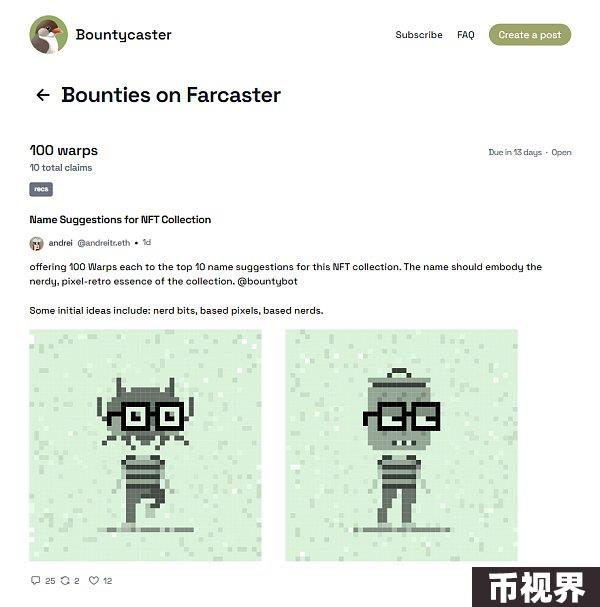 Bountycaster
Subscribe FAQ Create a post
← Bounties on Farcaster
100 warps
Due in 13 days · Open
10 total claims
recs
Name Suggestions for NFT Collection
andrei @andreitr.eth • 1d
offering 100 Warps each to the top 10 name suggestions for this NFT collection. The name should embody the
nerdy, pixel-retro essence of the collection. @bountybot
Some initial ideas include: nerd bits, based pixels, based nerds.
25 2 12
币视界